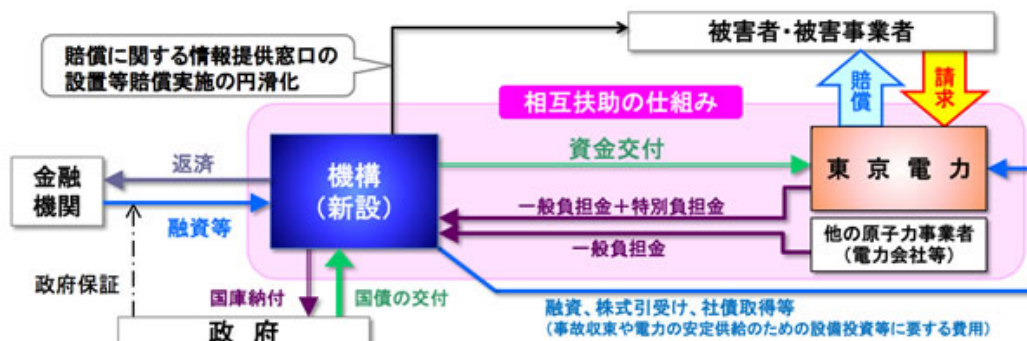 被害者・被害事業者
賠償に関する情報提供窓口の
設置等賠償実施の円滑化
賠償
請求
相互扶助の仕組み
金融
機関
返済
融資等
機構
（新設）
資金交付
東京電力
一般負担金＋特別負担金
一般負担金
他の原子力事業者
（電力会社等）
政府保証
国庫納付
国債の交付
融資、株式引受け、社債取得等
（事故収束や電力の安定供給のための設備投資等に要する費用）
政府